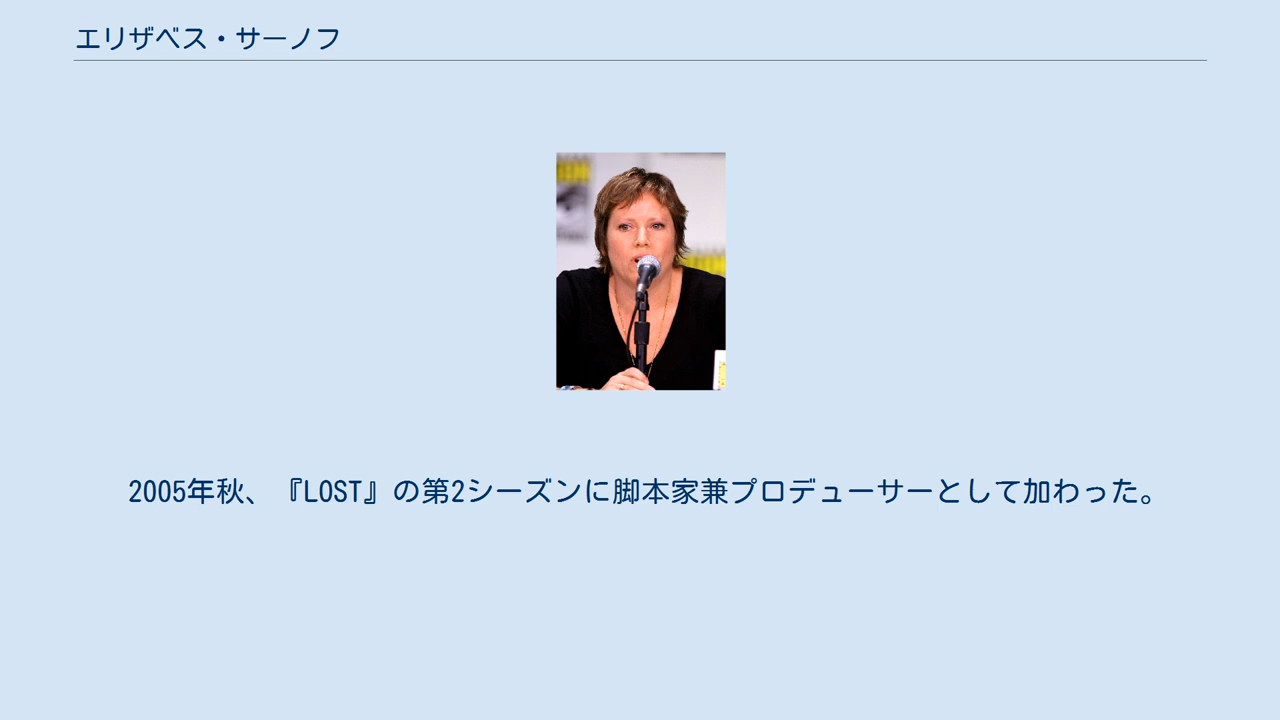 エリザベス・サーノフ
2005年秋、『LOST』の第2シーズンに脚本家兼プロデューサーとして加わった。